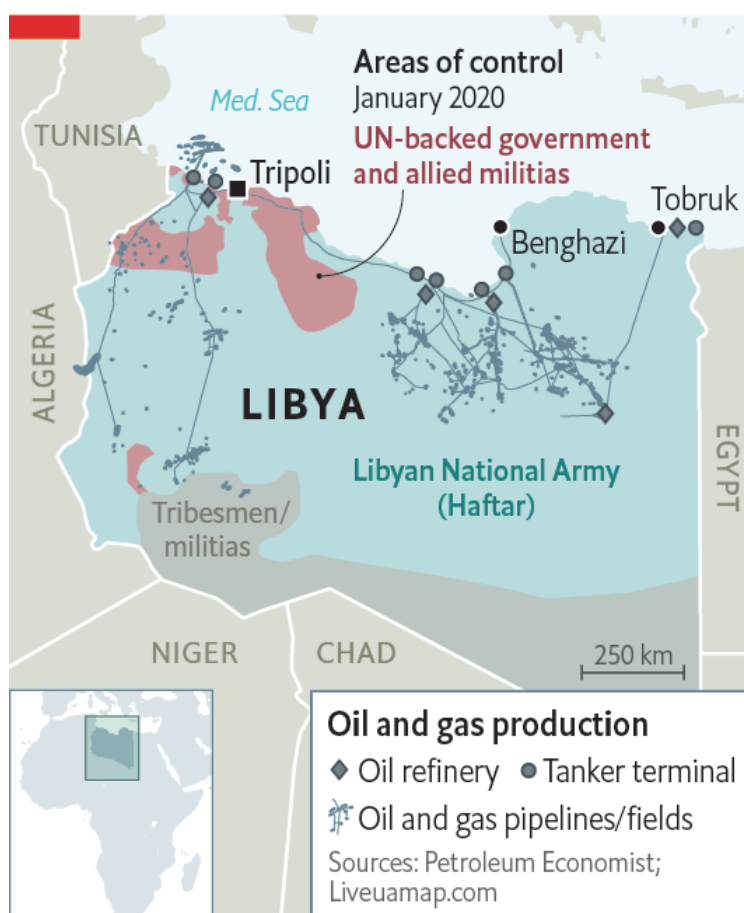 Areas of control
January 2020
UN-backed government
and allied militias
Med. Sea
TUNISIA
Tripoli
Benghazi
Tobruk
ALGERIA
LIBYA
EGYPT
Libyan National Army
(Haftar)
Tribesmen/
militias
NIGER
CHAD
250 km
Oil and gas production
Oil refinery
Tanker terminal
Oil and gas pipelines/fields
Sources: Petroleum Economist;
Liveuamap.com